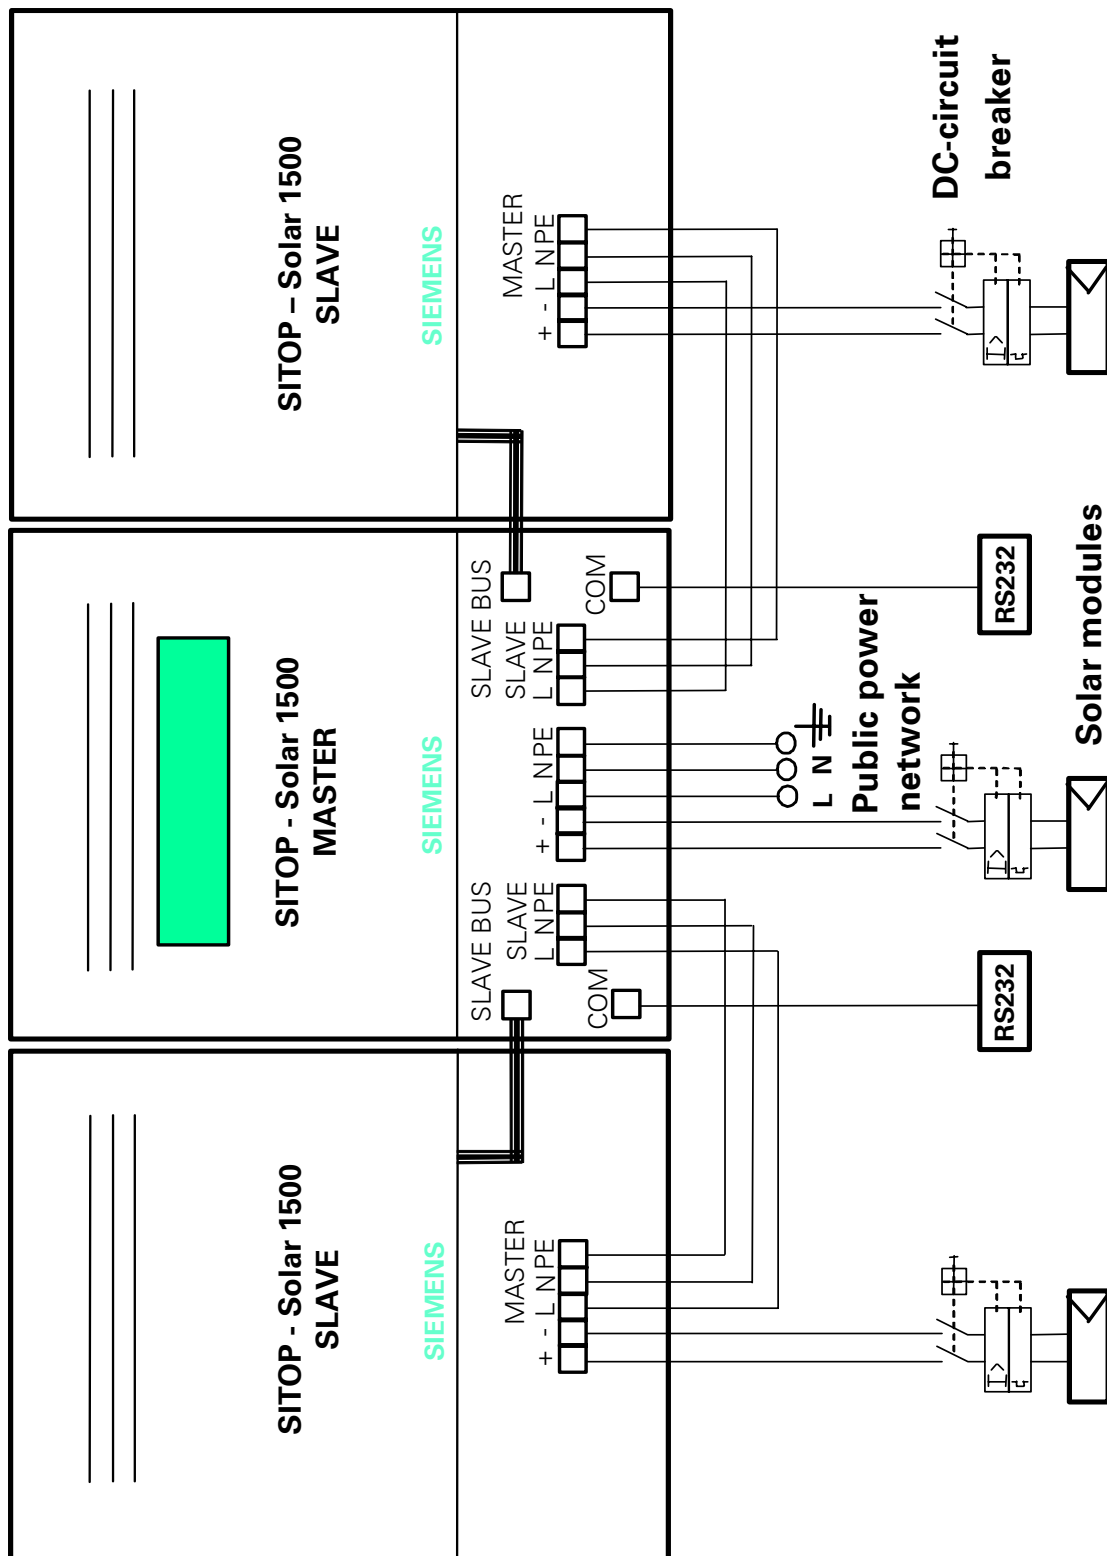 SITOP - Solar 1500
SLAVE
SIEMENS
MASTER
+ - L N PE
SITOP - Solar 1500
MASTER
SIEMENS
SLAVE BUS
SLAVE
L N PE
COM
+ - L N PE
SLAVE BUS
SLAVE
L N PE
COM
SITOP – Solar 1500
SLAVE
SIEMENS
MASTER
+ - L N PE
L N
Public power
network
RS232
RS232
DC-circuit
breaker
I>
I>
I>
Solar modules